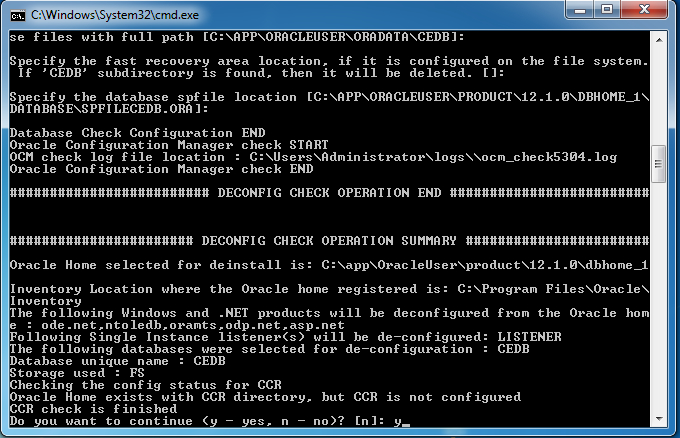 C:\Windows\System32\cmd.exe
se files with full path [C:\APP\ORACLEUSER\ORADATA\CEDB]:
Specify the fast recovery area location, if it is configured on the file system.
 If 'CEDB' subdirectory is found, then it will be deleted. []:
Specify the database spfile location [C:\APP\ORACLEUSER\PRODUCT\12.1.0\DBHOME_1\
DATABASE\SPFILECEDB.ORA]:
Database Check Configuration END
Oracle Configuration Manager check START
OCM check log file location : C:\Users\Administrator\logs\\ocm_check5304.log
Oracle Configuration Manager check END
######################### DECONFIG CHECK OPERATION END #########################
####################### DECONFIG CHECK OPERATION SUMMARY #######################
Oracle Home selected for deinstall is: C:\app\OracleUser\product\12.1.0\dbhome_1
Inventory Location where the Oracle home registered is: C:\Program Files\Oracle\
Inventory
The following Windows and .NET products will be deconfigured from the Oracle hom
e : ode.net,ntoledb,oramts,odp.net,asp.net
Following Single Instance listener(s) will be de-configured: LISTENER
The following databases were selected for de-configuration : CEDB
Database unique name : CEDB
Storage used : FS
Checking the config status for CCR
Oracle Home exists with CCR directory, but CCR is not configured
CCR check is finished
Do you want to continue (y - yes, n - no)? [n]: y_